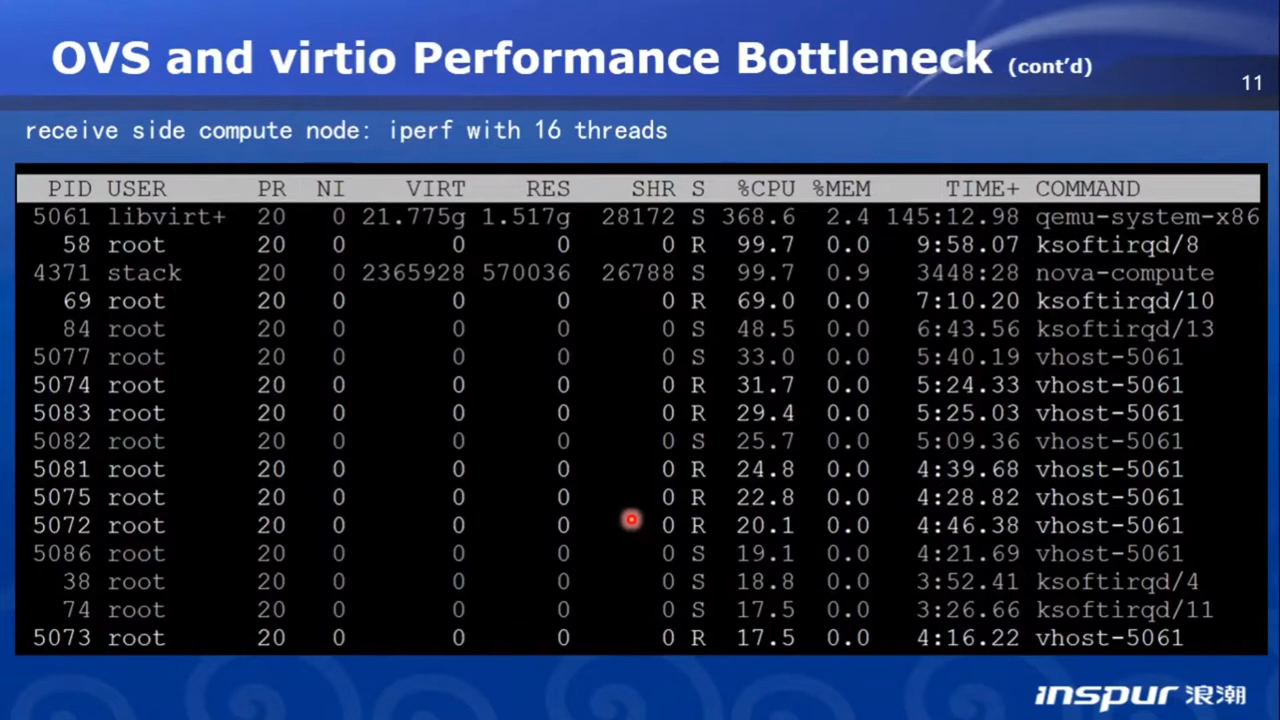 OVS and virtio Performance Bottleneck (cont'd)
11
receive side compute node: iperf with 16 threads
PID USER PR NI VIRT RES SHR S %CPU %MEM TIME+ COMMAND
5061 libvirt+ 20 0 21.775g 1.517g 28172 S 368.6 2.4 145:12.98 qemu-system-x86
58 root 20 0 0 0 0 R 99.7 0.0 9:58.07 ksoftirqd/8
4371 stack 20 0 2365928 570036 26788 S 99.7 0.9 3448:28 nova-compute
69 root 20 0 0 0 0 R 69.0 0.0 7:10.20 ksoftirqd/10
84 root 20 0 0 0 0 S 48.5 0.0 6:43.56 ksoftirqd/13
5077 root 20 0 0 0 0 S 33.0 0.0 5:40.19 vhost-5061
5074 root 20 0 0 0 0 R 31.7 0.0 5:24.33 vhost-5061
5083 root 20 0 0 0 0 R 29.4 0.0 5:25.03 vhost-5061
5082 root 20 0 0 0 0 S 25.7 0.0 5:09.36 vhost-5061
5081 root 20 0 0 0 0 R 24.8 0.0 4:39.68 vhost-5061
5075 root 20 0 0 0 0 R 22.8 0.0 4:28.82 vhost-5061
5072 root 20 0 0 0 0 R 20.1 0.0 4:46.38 vhost-5061
5086 root 20 0 0 0 0 S 19.1 0.0 4:21.69 vhost-5061
38 root 20 0 0 0 0 S 18.8 0.0 3:52.41 ksoftirqd/4
74 root 20 0 0 0 0 S 17.5 0.0 3:26.66 ksoftirqd/11
5073 root 20 0 0 0 0 R 17.5 0.0 4:16.22 vhost-5061
inspur 浪潮